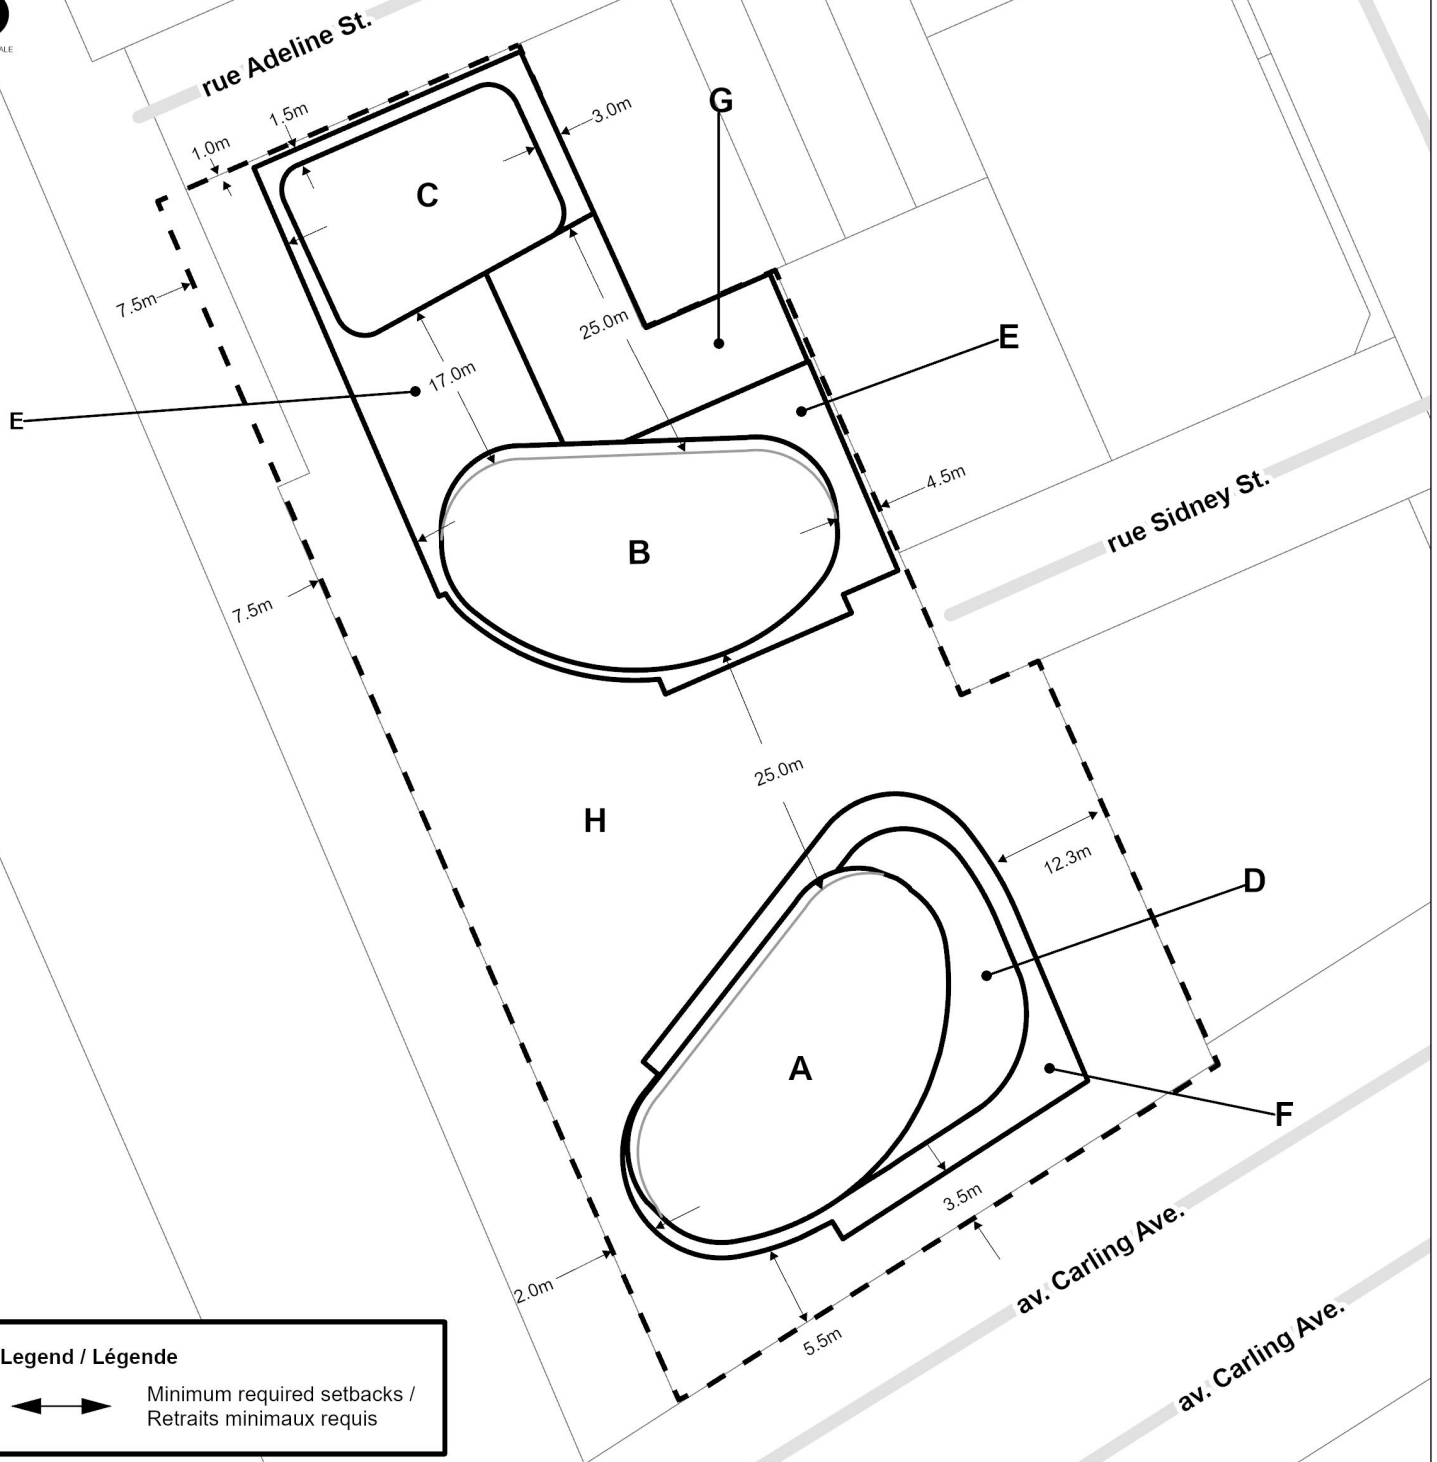 ALE
rue Adeline St.
1.5m
1.0m
3.0m
G
C
7.5m
25.0m
E
17.0m
E
4.5m
rue Sidney St.
B
7.5m
25.0m
H
12.3m
D
A
F
3.5m
2.0m
5.5m
av. Carling Ave.
av. Carling Ave.
Legend / Légende
Minimum required setbacks /
Retraits minimaux requis